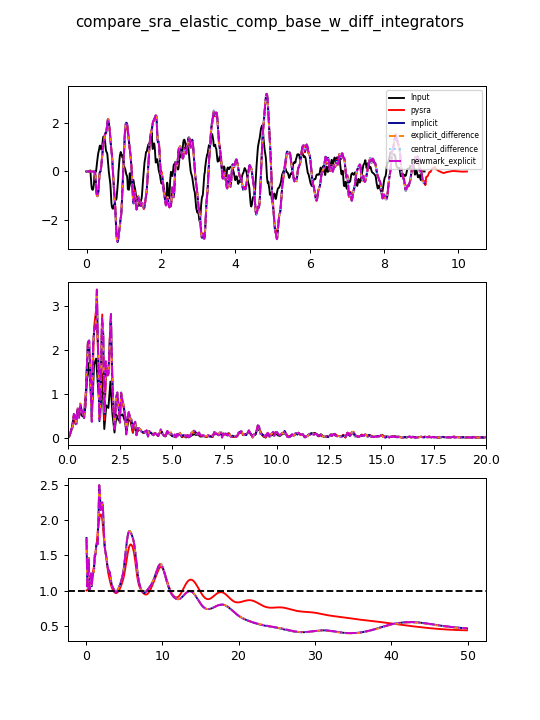 compare_sra_elastic_comp_base_w_diff_integrators
Input
pysra
implicit
explicit_difference
central_difference
newmark_explicit
2
0
−2
0 2 4 6 8 10
3
2
1
0
0.0 2.5 5.0 7.5 10.0 12.5 15.0 17.5 20.0
2.5
2.0
1.5
1.0
0.5
0 10 20 30 40 50